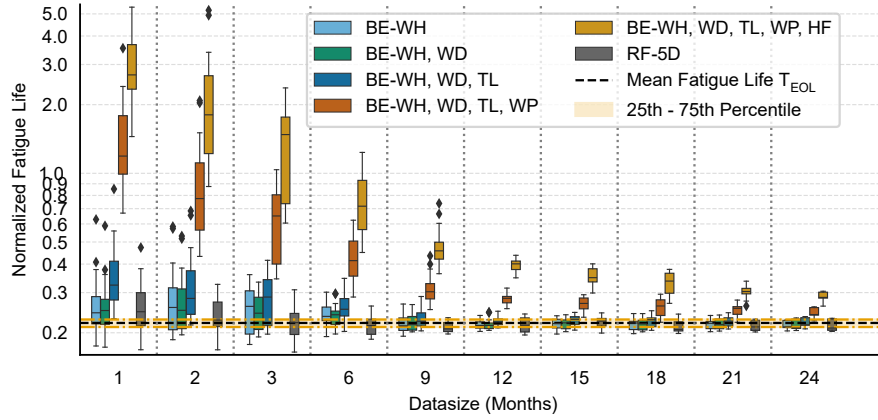 5.0
4.0
3.0
2.0
1.0
0.9
0.8
0.7
0.6
0.5
0.4
0.3
0.2
Normalized Fatigue Life
BE-WH
BE-WH, WD
BE-WH, WD, TL
BE-WH, WD, TL, WP
BE-WH, WD, TL, WP, HF
RF-5D
Mean Fatigue Life T_EOL
25th - 75th Percentile
1 2 3 6 9 12 15 18 21 24
Datasize (Months)